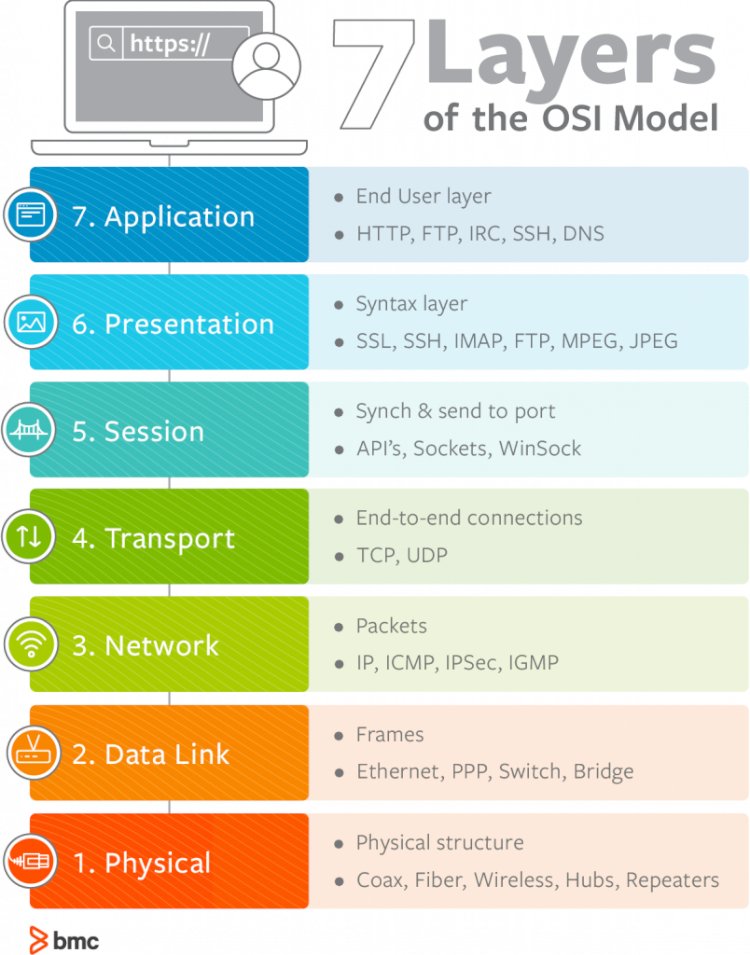 https://
7 Layers
of the OSI Model
7. Application
• End User layer
• HTTP, FTP, IRC, SSH, DNS
6. Presentation
• Syntax layer
• SSL, SSH, IMAP, FTP, MPEG, JPEG
5. Session
• Synch & send to port
• API's, Sockets, WinSock
4. Transport
• End-to-end connections
• TCP, UDP
3. Network
• Packets
• IP, ICMP, IPSec, IGMP
2. Data Link
• Frames
• Ethernet, PPP, Switch, Bridge
1. Physical
• Physical structure
• Coax, Fiber, Wireless, Hubs, Repeaters
bmc